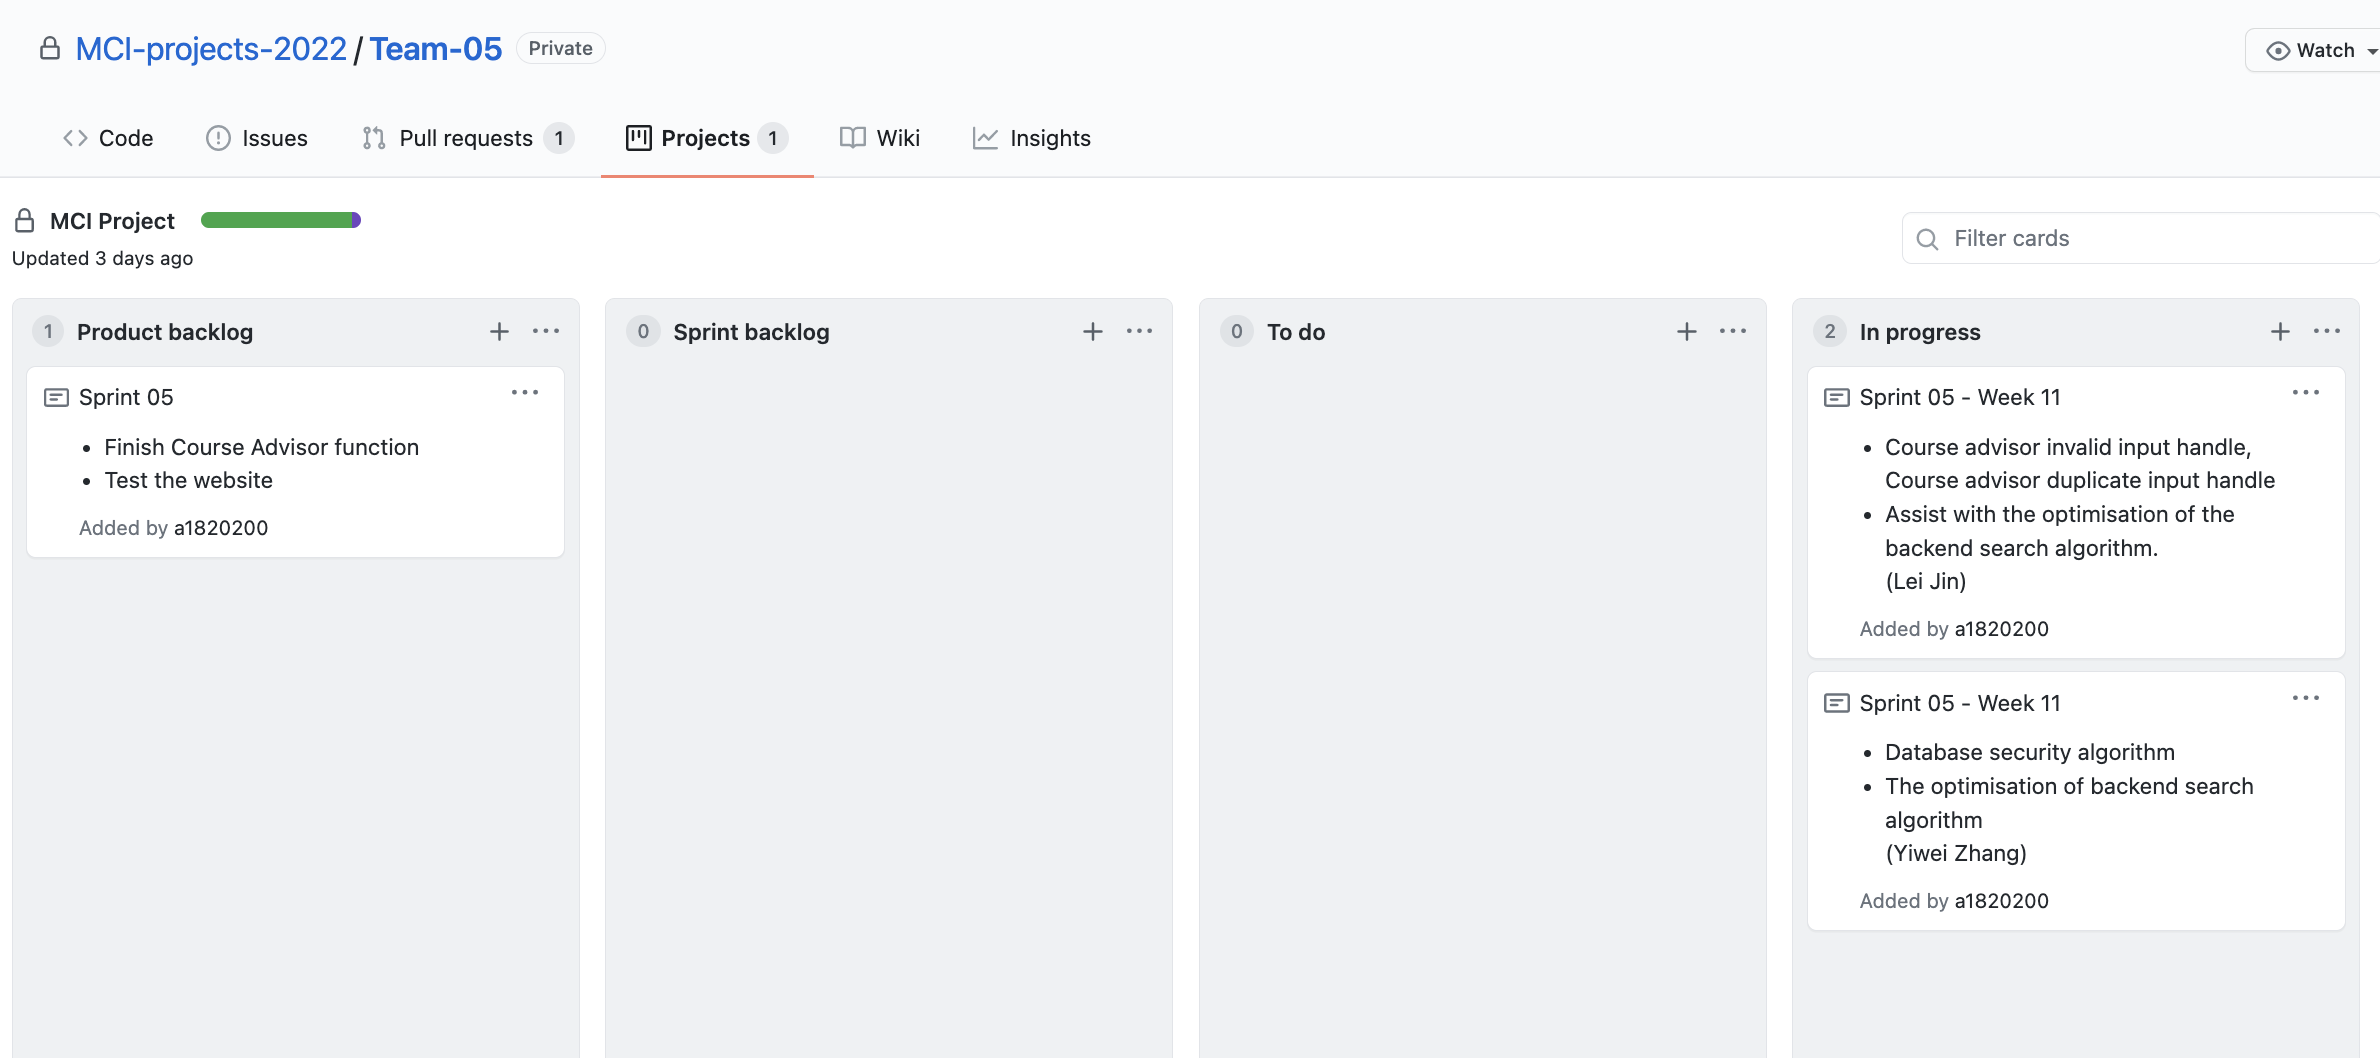 MCI-projects-2022 / Team-05 Private
Watch
Code Issues Pull requests 1 Projects 1 Wiki Insights
MCI Project
Updated 3 days ago
Filter cards
1 Product backlog
Sprint 05
• Finish Course Advisor function
• Test the website
Added by a1820200
0 Sprint backlog
0 To do
2 In progress
Sprint 05 - Week 11
• Course advisor invalid input handle,
Course advisor duplicate input handle
• Assist with the optimisation of the
backend search algorithm.
(Lei Jin)
Added by a1820200
Sprint 05 - Week 11
• Database security algorithm
• The optimisation of backend search
algorithm
(Yiwei Zhang)
Added by a1820200